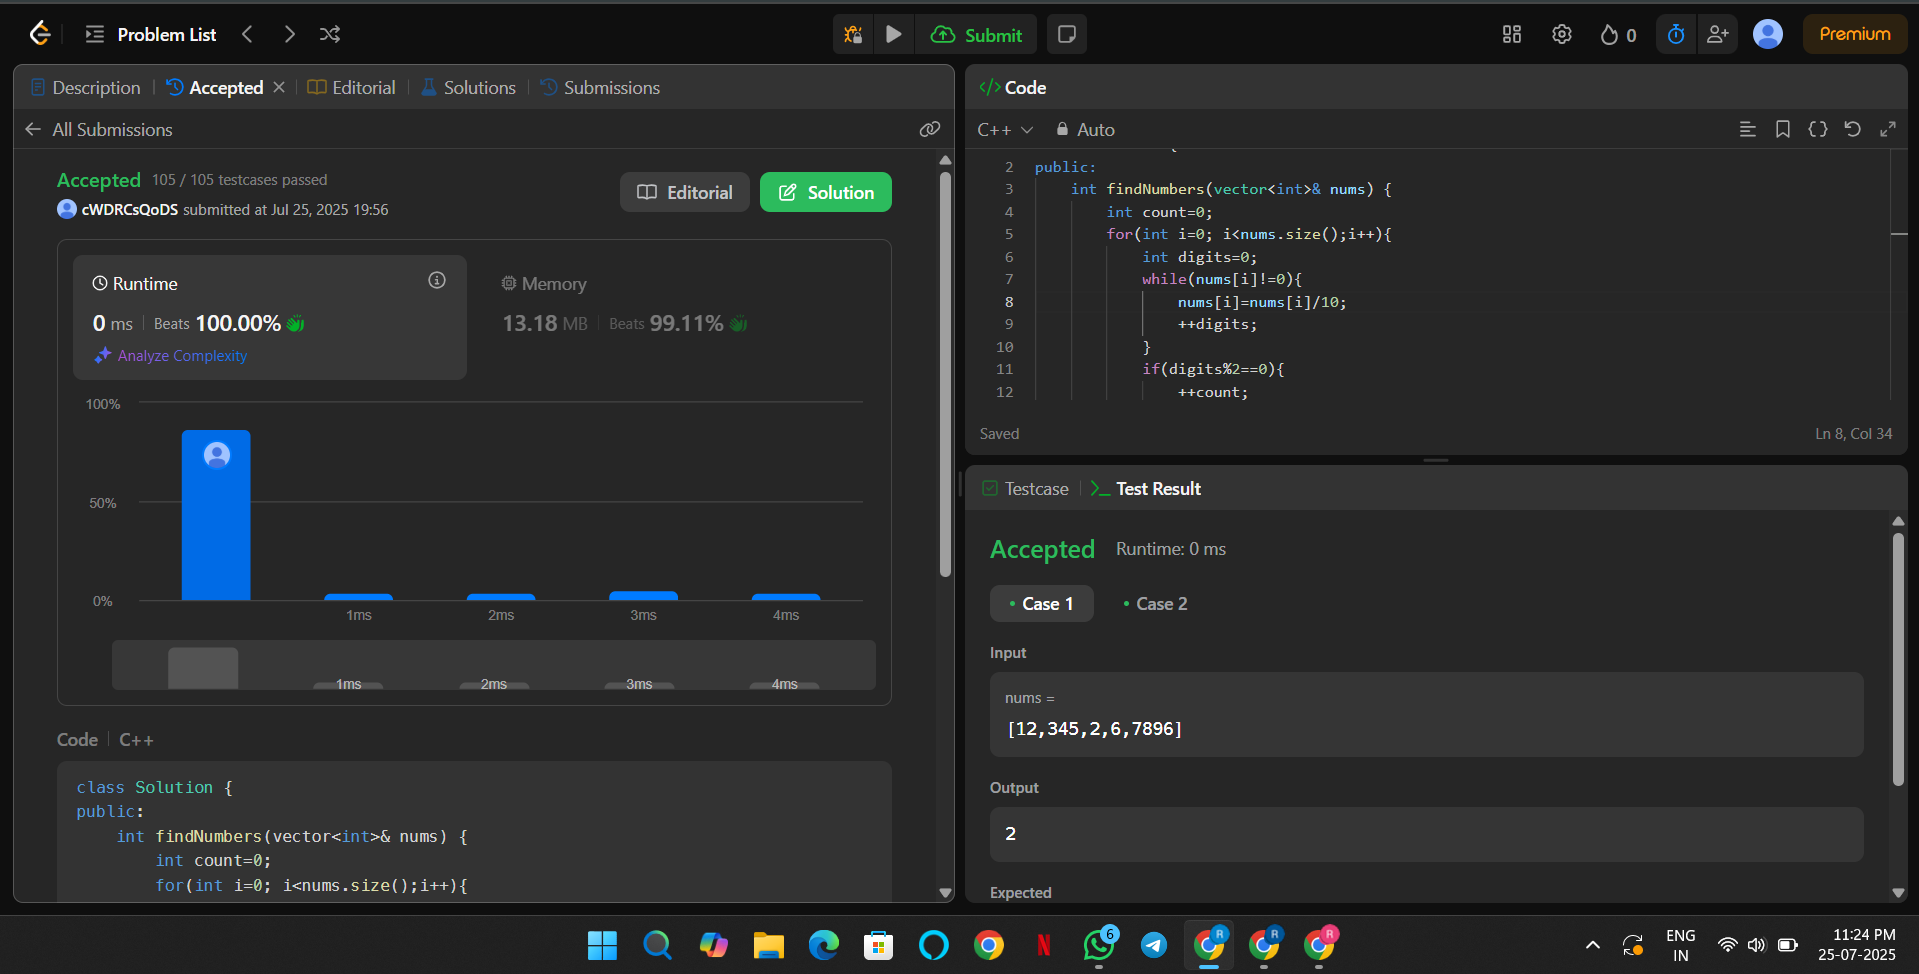 Problem List
Submit
0
Premium
Description
Accepted
Editorial
Solutions
Submissions
All Submissions
Accepted 105 / 105 testcases passed
cWDRCsQoDS submitted at Jul 25, 2025 19:56
Editorial
Solution
Runtime
0 ms Beats 100.00%
Analyze Complexity
Memory
13.18 MB Beats 99.11%
100%
50%
0%
1ms 2ms 3ms 4ms
1ms 2ms 3ms 4ms
Code C++
class Solution {
public:
int findNumbers(vector<int>& nums) {
int count=0;
for(int i=0; i<nums.size();i++){
</> Code
C++ Auto
2 public:
3 int findNumbers(vector<int>& nums) {
4 int count=0;
5 for(int i=0; i<nums.size();i++){
6 int digits=0;
7 while(nums[i]!=0){
8 nums[i]=nums[i]/10;
9 ++digits;
10 }
11 if(digits%2==0){
12 ++count;
Saved Ln 8, Col 34
Testcase >_ Test Result
Accepted Runtime: 0 ms
Case 1 Case 2
Input
nums =
[12,345,2,6,7896]
Output
2
Expected
N
6
R
R
R
ENG
IN
11:24 PM
25-07-2025